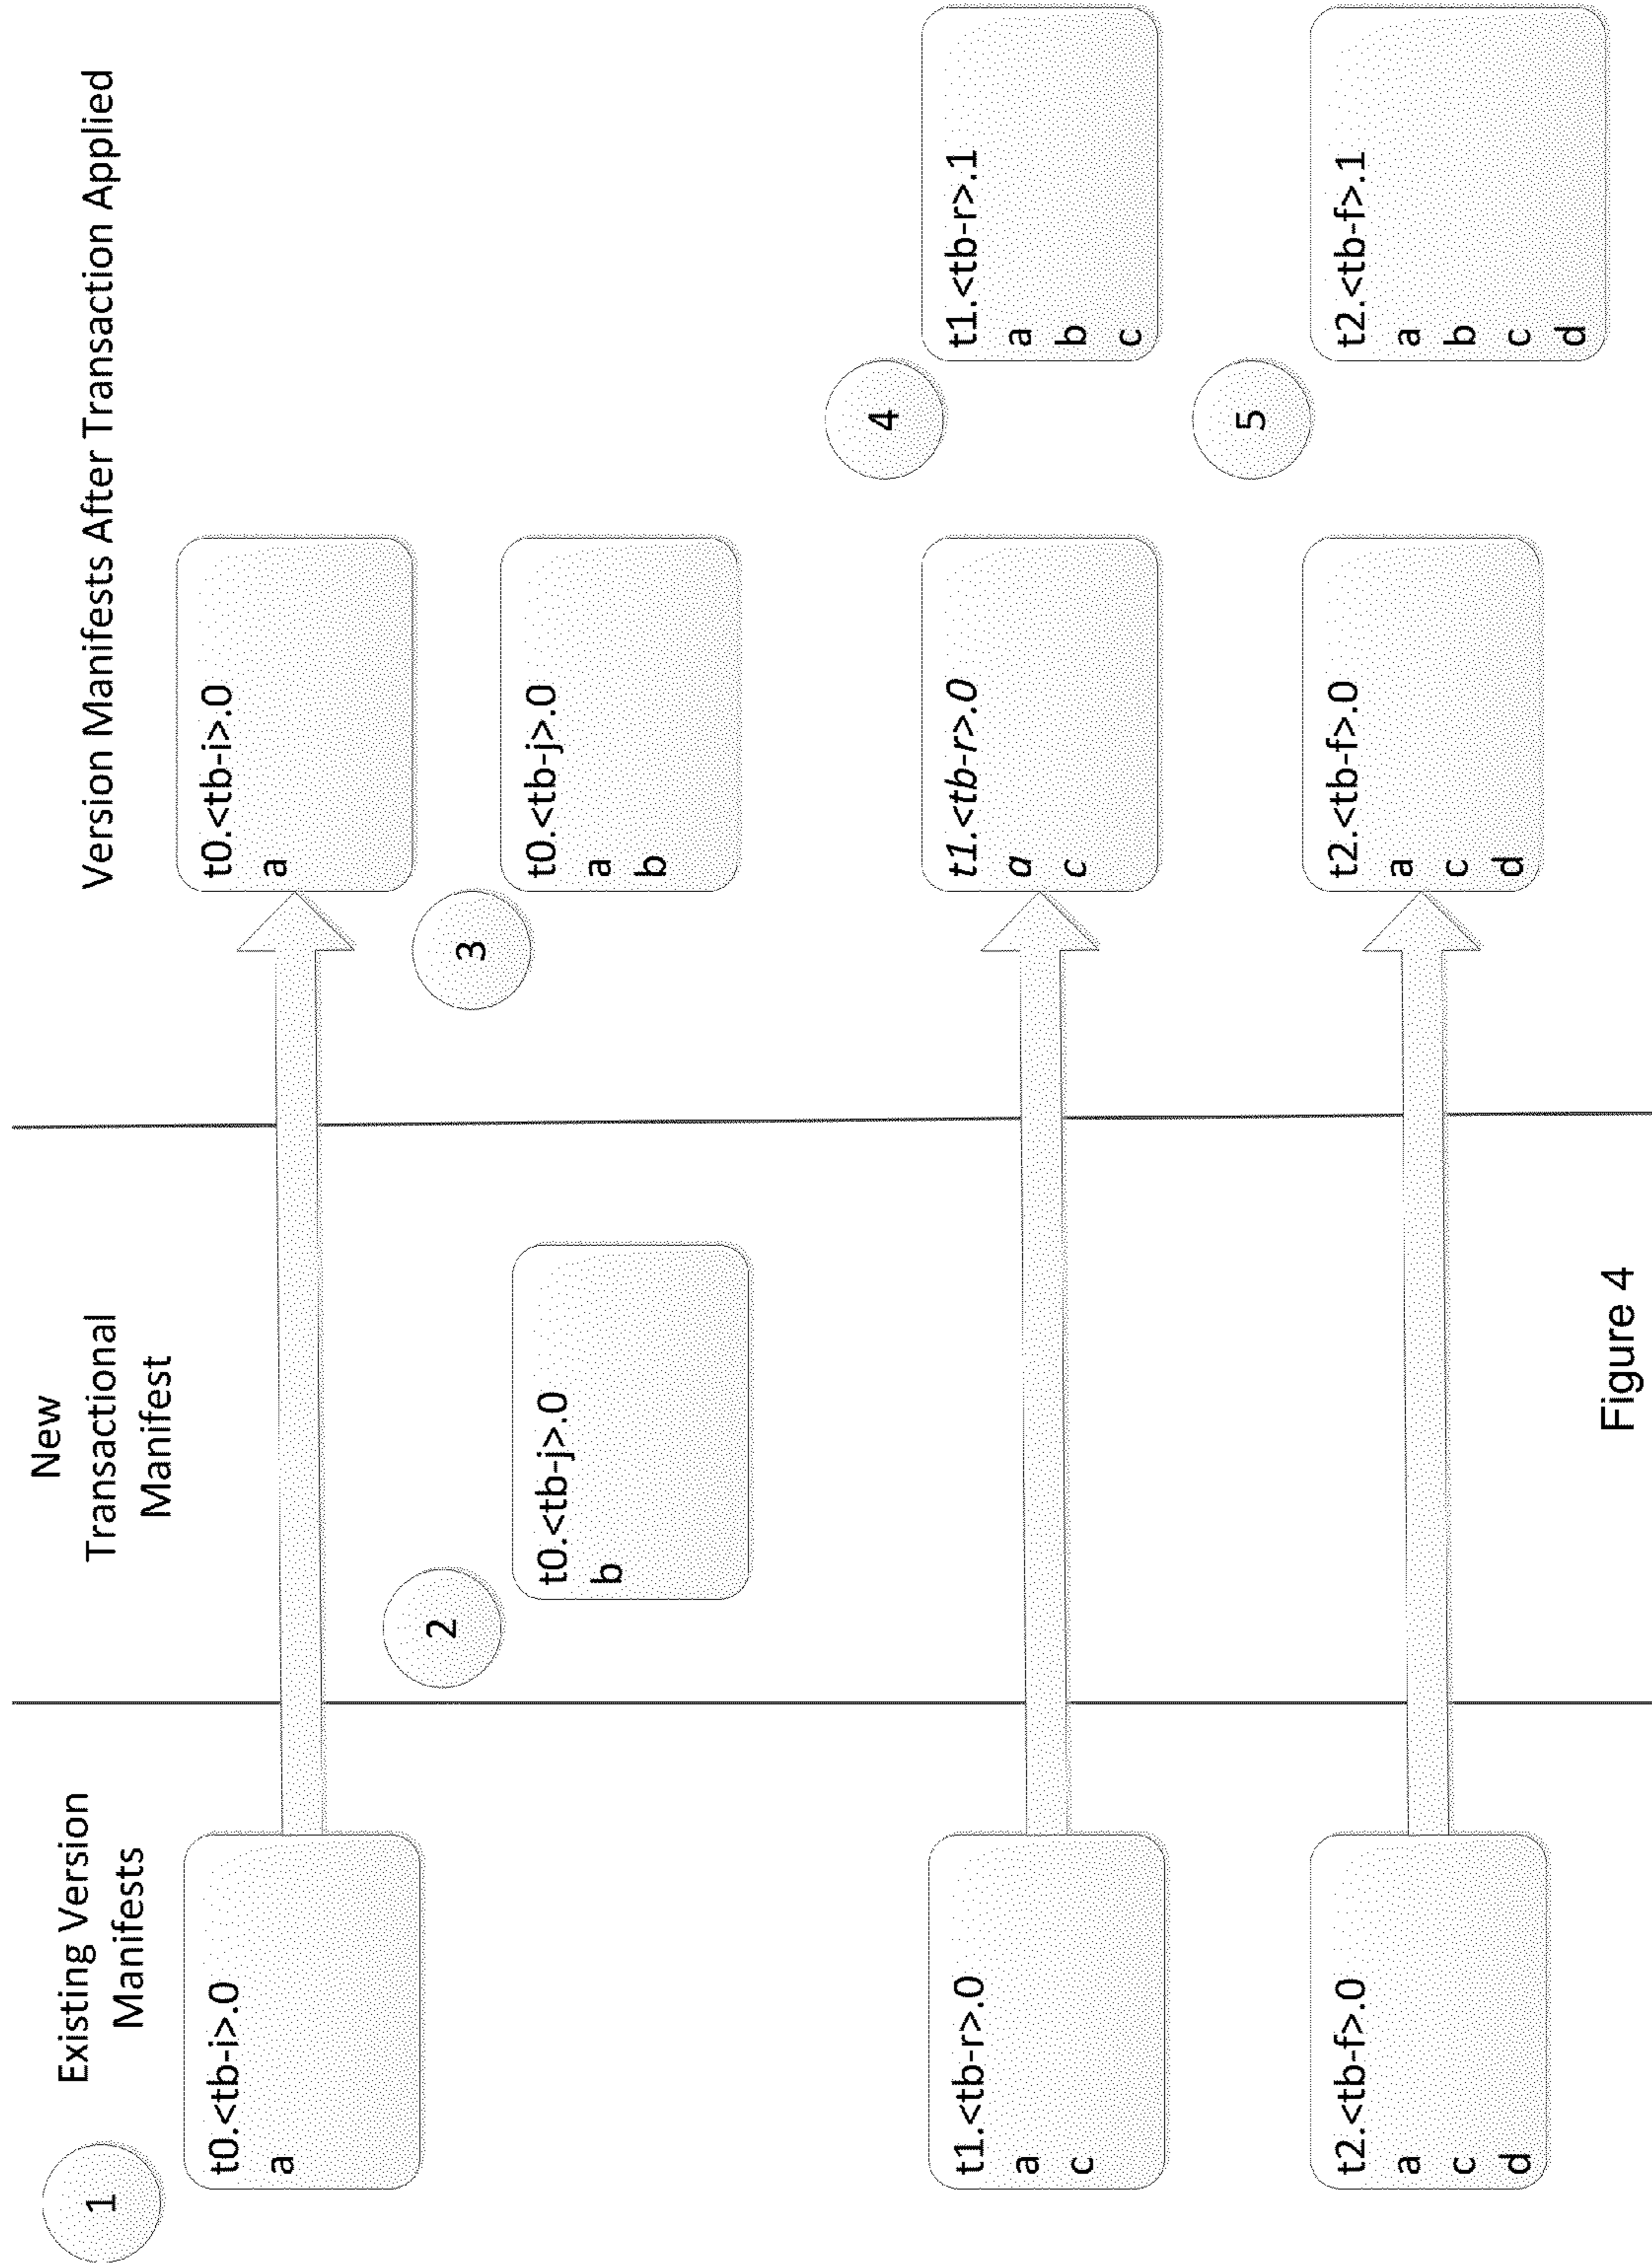 1
Existing Version
Manifests
t0.<tb-i>.0
a
t1.<tb-r>.0
a
c
t2.<tb-f>.0
a
c
d
New
Transactional
Manifest
2
t0.<tb-j>.0
b
Version Manifests After Transaction Applied
t0.<tb-i>.0
a
3
t0.<tb-j>.0
a
b
t1.<tb-r>.0
a
c
4
t1.<tb-r>.1
a
b
c
t2.<tb-f>.0
a
c
d
5
t2.<tb-f>.1
a
b
c
d
Figure 4